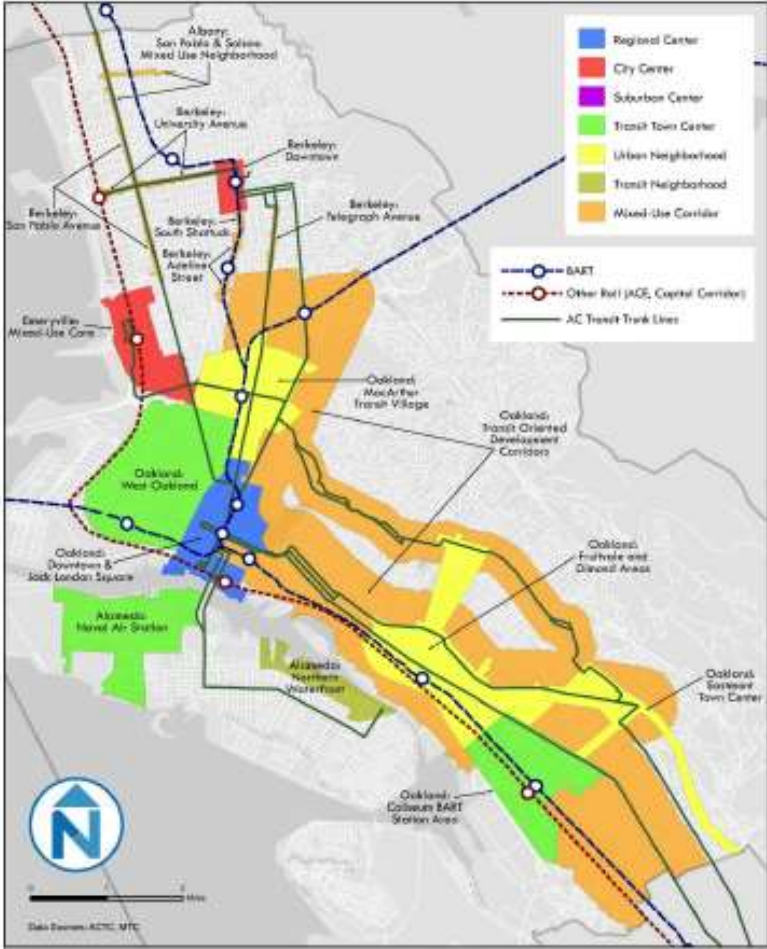 Albany:
San Pablo & Solano
Mixed Use Neighborhood
Berkeley:
University Avenue
Berkeley:
Downtown
Berkeley:
San Pablo Avenue
Berkeley:
South Shattuck
Berkeley:
Telegraph Avenue
Berkeley:
Adeline
Street
Emeryville:
Mixed-Use Core
Oakland:
MacArthur
Transit Village
Oakland:
Transit Oriented
Development
Corridors
Oakland:
West Oakland
Oakland:
Downtown &
Jack London Square
Oakland:
Fruitvale and
Dimond Areas
Alameda:
Naval Air Station
Alameda:
Northern
Waterfront
Oakland:
Eastmont
Town Center
Oakland:
Coliseum BART
Station Area
Regional Center
City Center
Suburban Center
Transit Town Center
Urban Neighborhood
Transit Neighborhood
Mixed-Use Corridor
BART
Other Rail (ACE, Capitol Corridor)
AC Transit Trunk Lines
N
0 1 2
Miles
Data Sources: ACTC, MTC